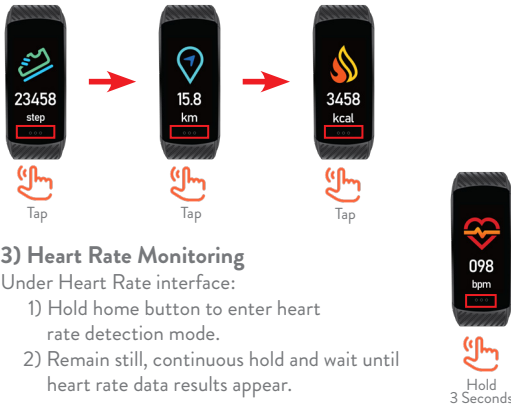 23458
step
15.8
km
3458
kcal
Tap
Tap
Tap
3) Heart Rate Monitoring
Under Heart Rate interface:
1) Hold home button to enter heart
rate detection mode.
2) Remain still, continuous hold and wait until
heart rate data results appear.
098
bpm
Hold
3 Seconds